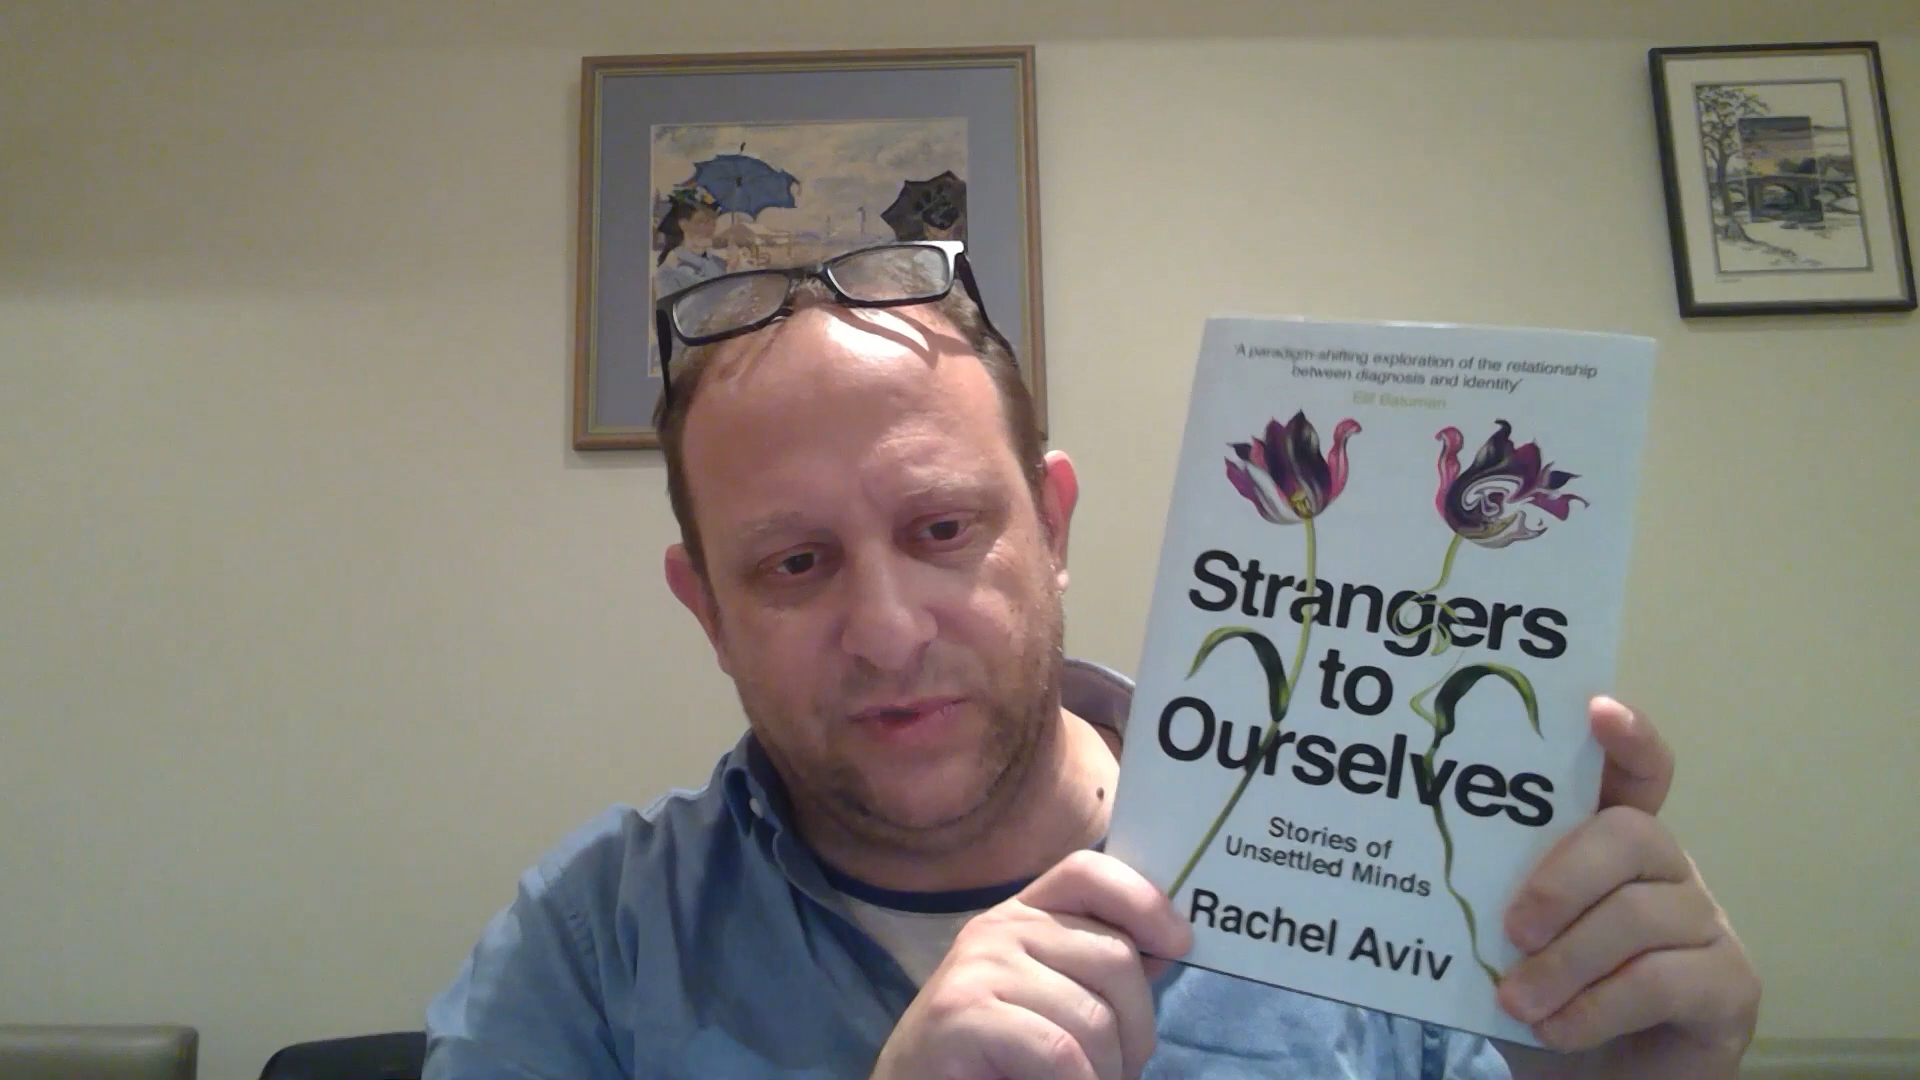 'A paradigm-shifting exploration of the relationship
between diagnosis and identity'
Elif Batuman
Strangers
to
Ourselves
Stories of
Unsettled Minds
Rachel Aviv